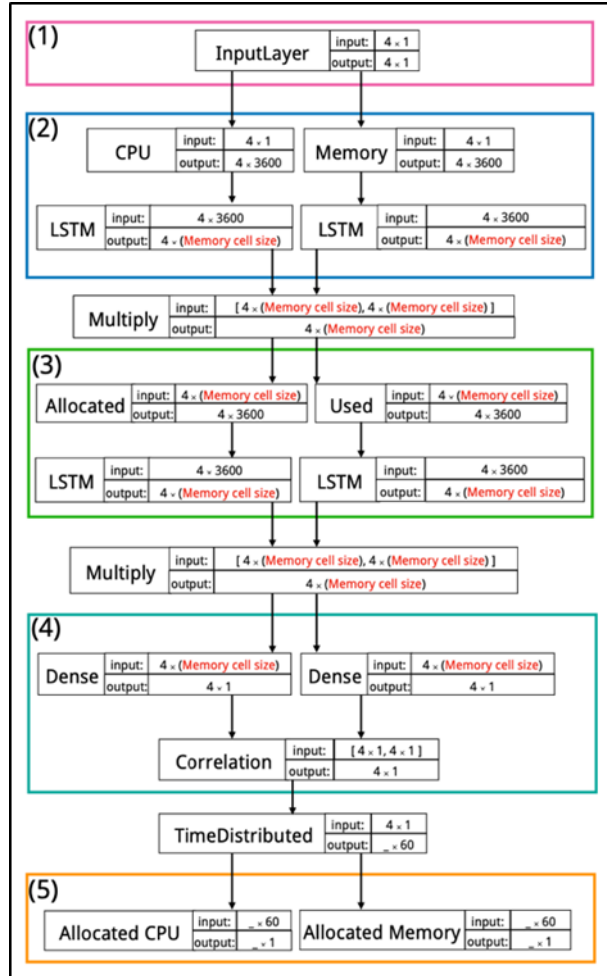 (1)
InputLayer input: 4 × 1
output: 4 × 1
(2)
CPU input: 4 × 1
output: 4 × 3600
Memory input: 4 × 1
output: 4 × 3600
LSTM input: 4 × 3600
output: 4 × (Memory cell size)
LSTM input: 4 × 3600
output: 4 × (Memory cell size)
Multiply input: [ 4 × (Memory cell size), 4 × (Memory cell size) ]
output: 4 × (Memory cell size)
(3)
Allocated input: 4 × (Memory cell size)
output: 4 × 3600
Used input: 4 × (Memory cell size)
output: 4 × 3600
LSTM input: 4 × 3600
output: 4 × (Memory cell size)
LSTM input: 4 × 3600
output: 4 × (Memory cell size)
Multiply input: [ 4 × (Memory cell size), 4 × (Memory cell size) ]
output: 4 × (Memory cell size)
(4)
Dense input: 4 × (Memory cell size)
output: 4 × 1
Dense input: 4 × (Memory cell size)
output: 4 × 1
Correlation input: [ 4 × 1, 4 × 1 ]
output: 4 × 1
TimeDistributed input: 4 × 1
output: _ × 60
(5)
Allocated CPU input: _ × 60
output: _ × 1
Allocated Memory input: _ × 60
output: _ × 1